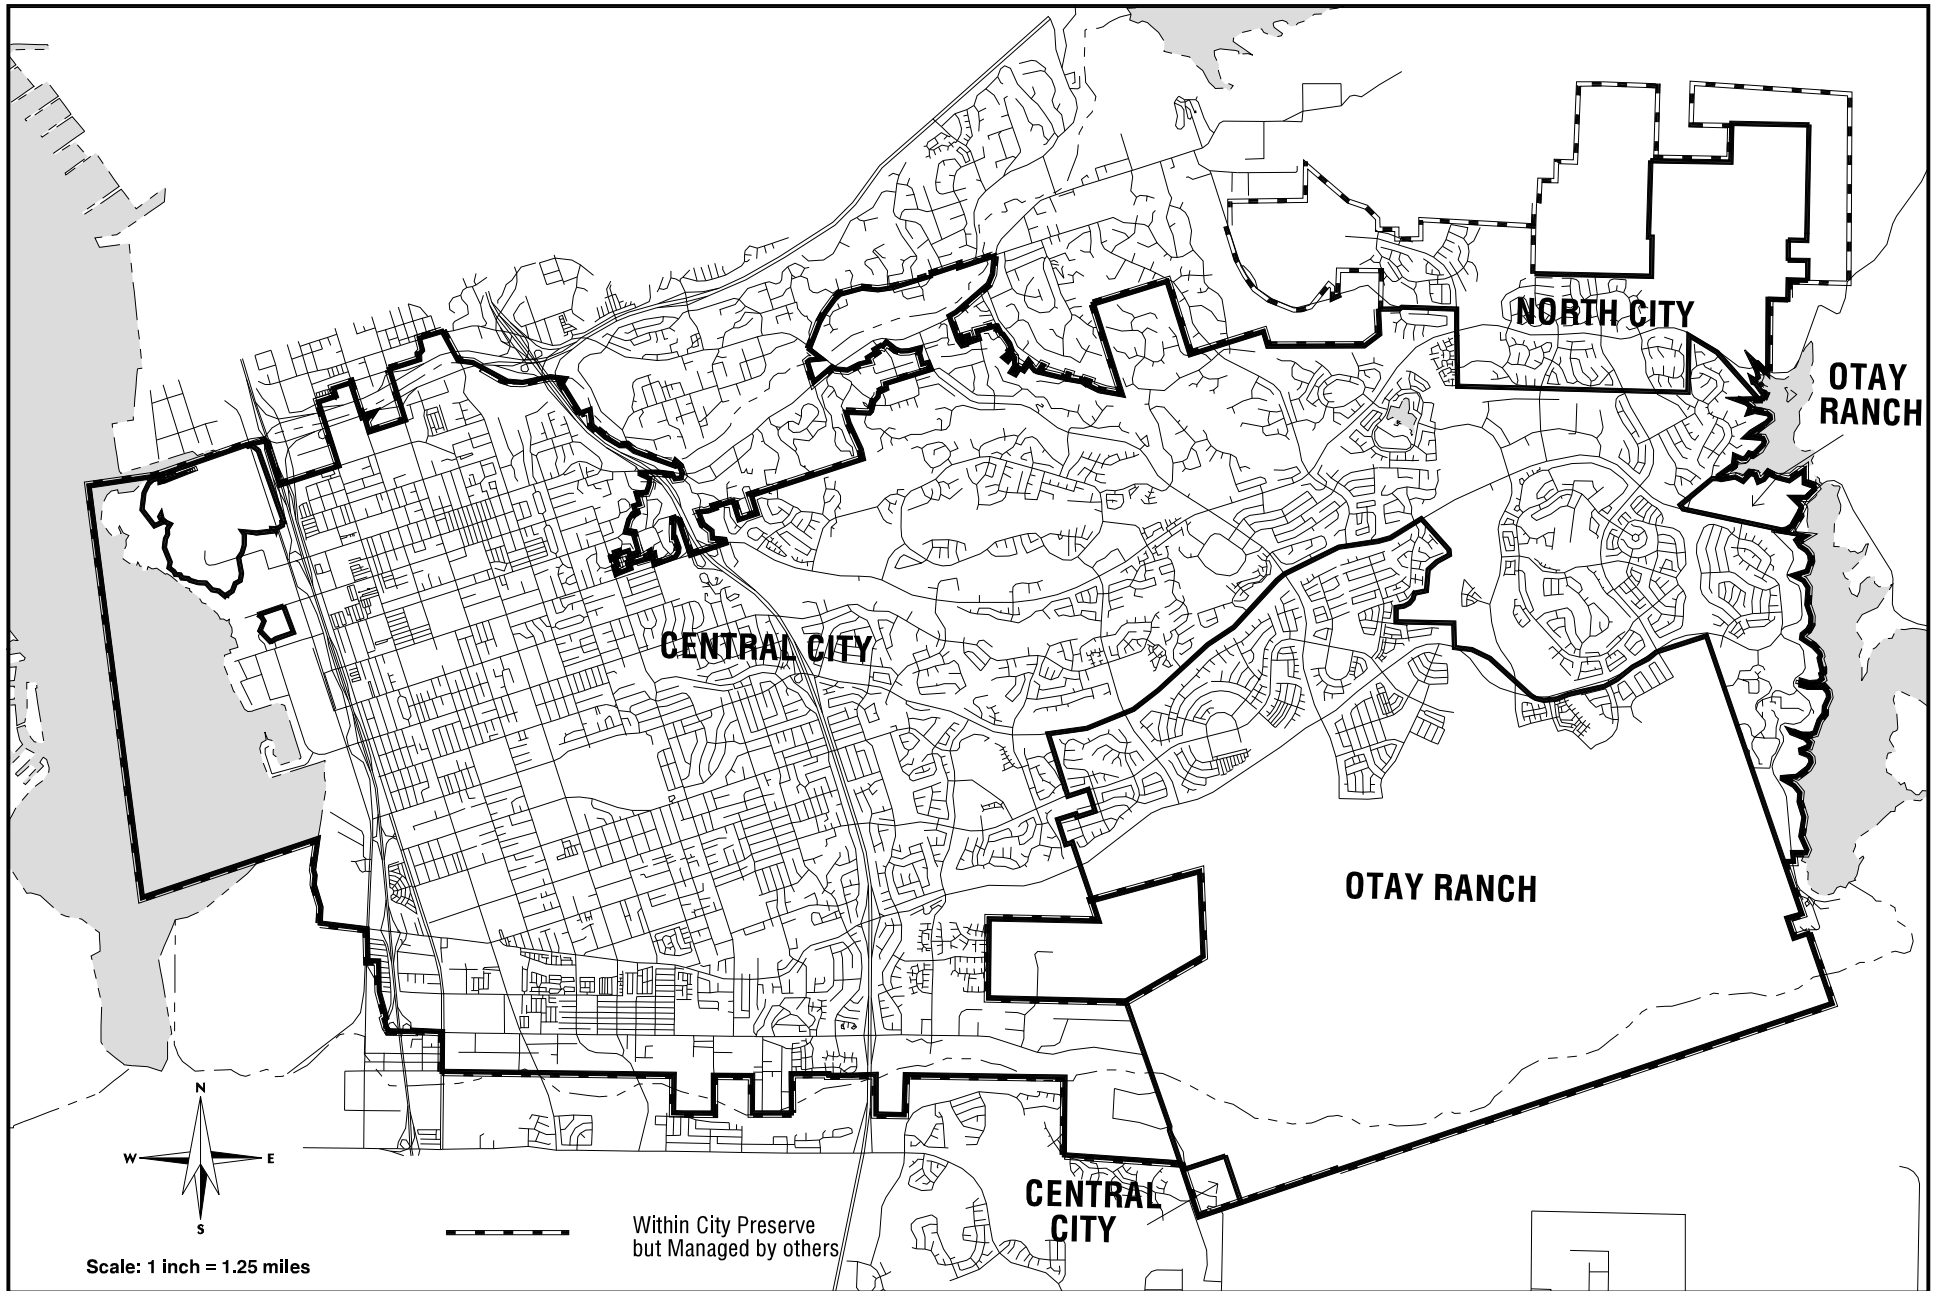 NORTH CITY
OTAY
RANCH
CENTRAL CITY
OTAY RANCH
N
W
E
S
CENTRAL
CITY
Within City Preserve
but Managed by others
Scale: 1 inch = 1.25 miles